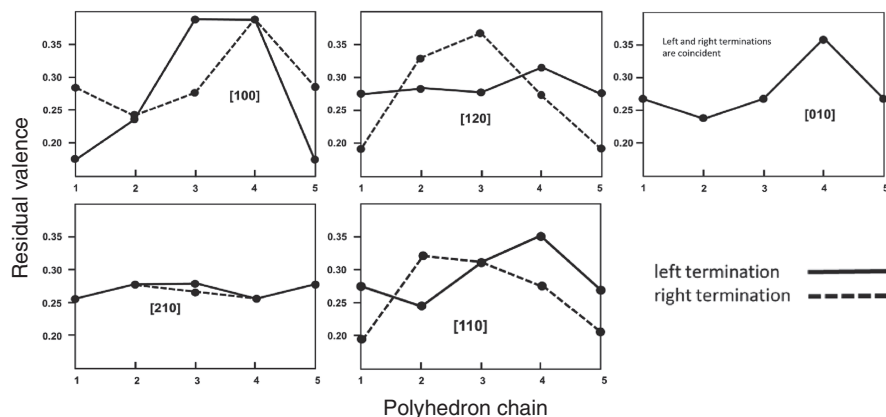 Residual valence
0.35
0.30
0.25
0.20
[100]
1 2 3 4 5
0.35
0.30
0.25
0.20
[120]
1 2 3 4 5
0.35
0.30
0.25
0.20
Left and right terminations
are coincident
[010]
1 2 3 4 5
0.35
0.30
0.25
0.20
[210]
1 2 3 4 5
0.35
0.30
0.25
0.20
[110]
1 2 3 4 5
left termination
right termination
Polyhedron chain